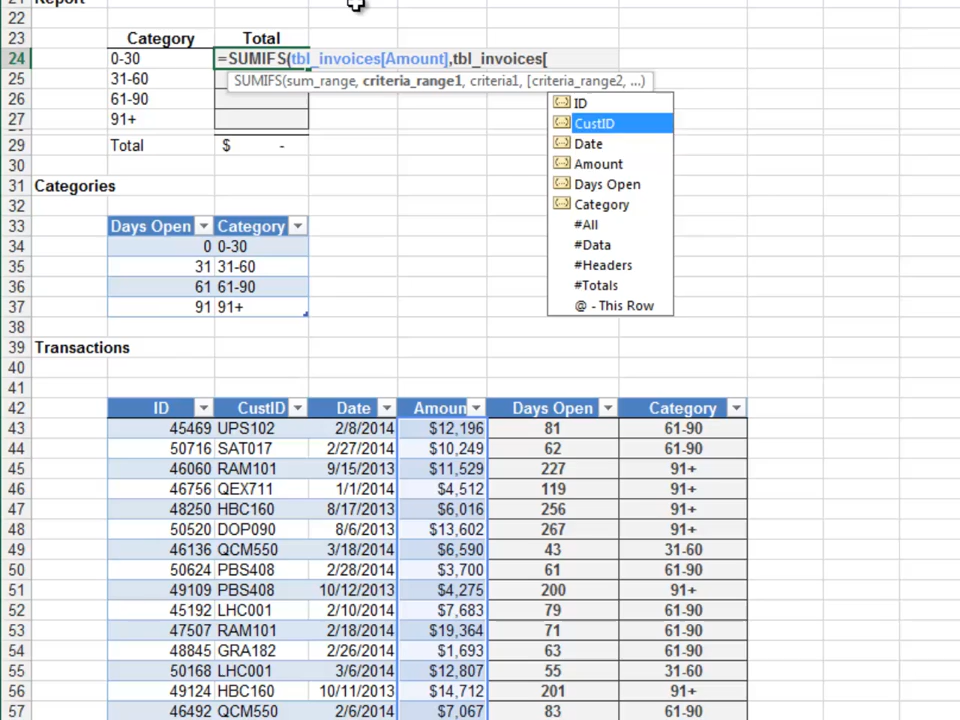 21 Report
22
23 Category Total
24 0-30 =SUMIFS(tbl_invoices[Amount],tbl_invoices[
25 31-60 SUMIFS(sum_range, criteria_range1, criteria1, [criteria_range2, ...)
26 61-90 ID
27 91+ CustID
29 Total $ - Date
30 Amount
31 Categories Days Open
32 Category
33 Days Open Category #All
34 0 0-30 #Data
35 31 31-60 #Headers
36 61 61-90 #Totals
37 91 91+ @ - This Row
38
39 Transactions
40
41
42 ID CustID Date Amoun Days Open Category
43 45469 UPS102 2/8/2014 $12,196 81 61-90
44 50716 SAT017 2/27/2014 $10,249 62 61-90
45 46060 RAM101 9/15/2013 $11,529 227 91+
46 46756 QEX711 1/1/2014 $4,512 119 91+
47 48250 HBC160 8/17/2013 $6,016 256 91+
48 50520 DOP090 8/6/2013 $13,602 267 91+
49 46136 QCM550 3/18/2014 $6,590 43 31-60
50 50624 PBS408 2/28/2014 $3,700 61 61-90
51 49109 PBS408 10/12/2013 $4,275 200 91+
52 45192 LHC001 2/10/2014 $7,683 79 61-90
53 47507 RAM101 2/18/2014 $19,364 71 61-90
54 48845 GRA182 2/26/2014 $1,693 63 61-90
55 50168 LHC001 3/6/2014 $12,807 55 31-60
56 49124 HBC160 10/11/2013 $14,712 201 91+
57 46492 QCM550 2/6/2014 $7,067 83 61-90